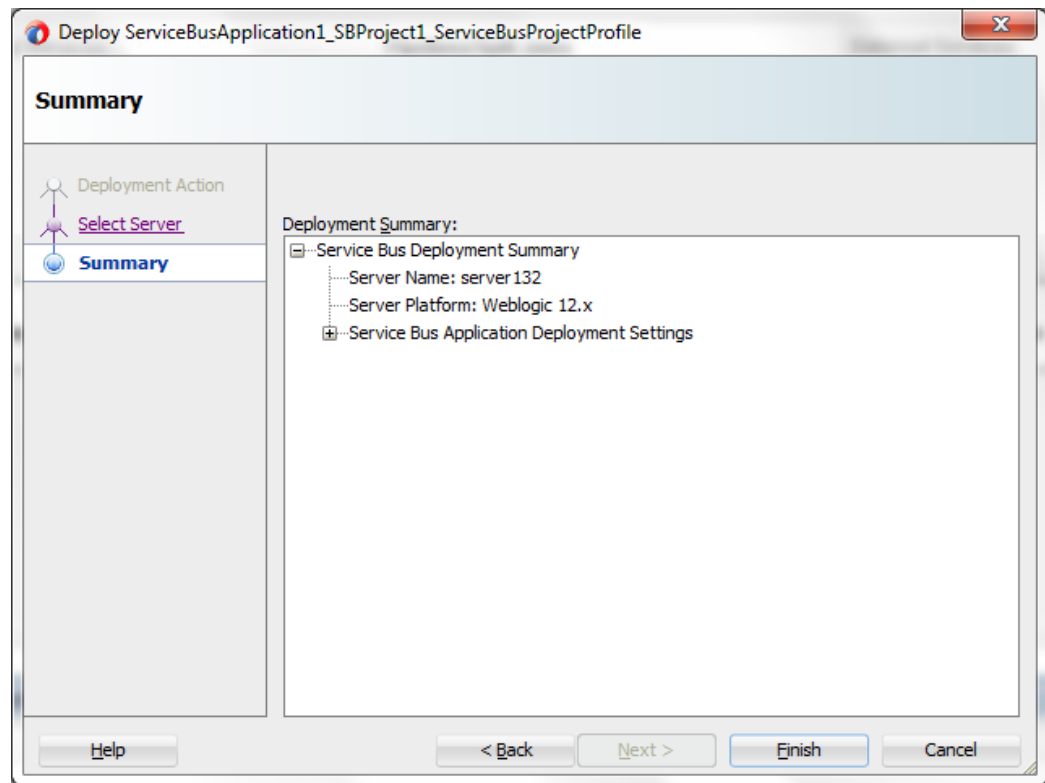 Deploy ServiceBusApplication1_SBProject1_ServiceBusProjectProfile
Summary
Deployment Action
Select Server
Summary
Deployment Summary:
Service Bus Deployment Summary
Server Name: server132
Server Platform: Weblogic 12.x
Service Bus Application Deployment Settings
Help
< Back
Next >
Finish
Cancel